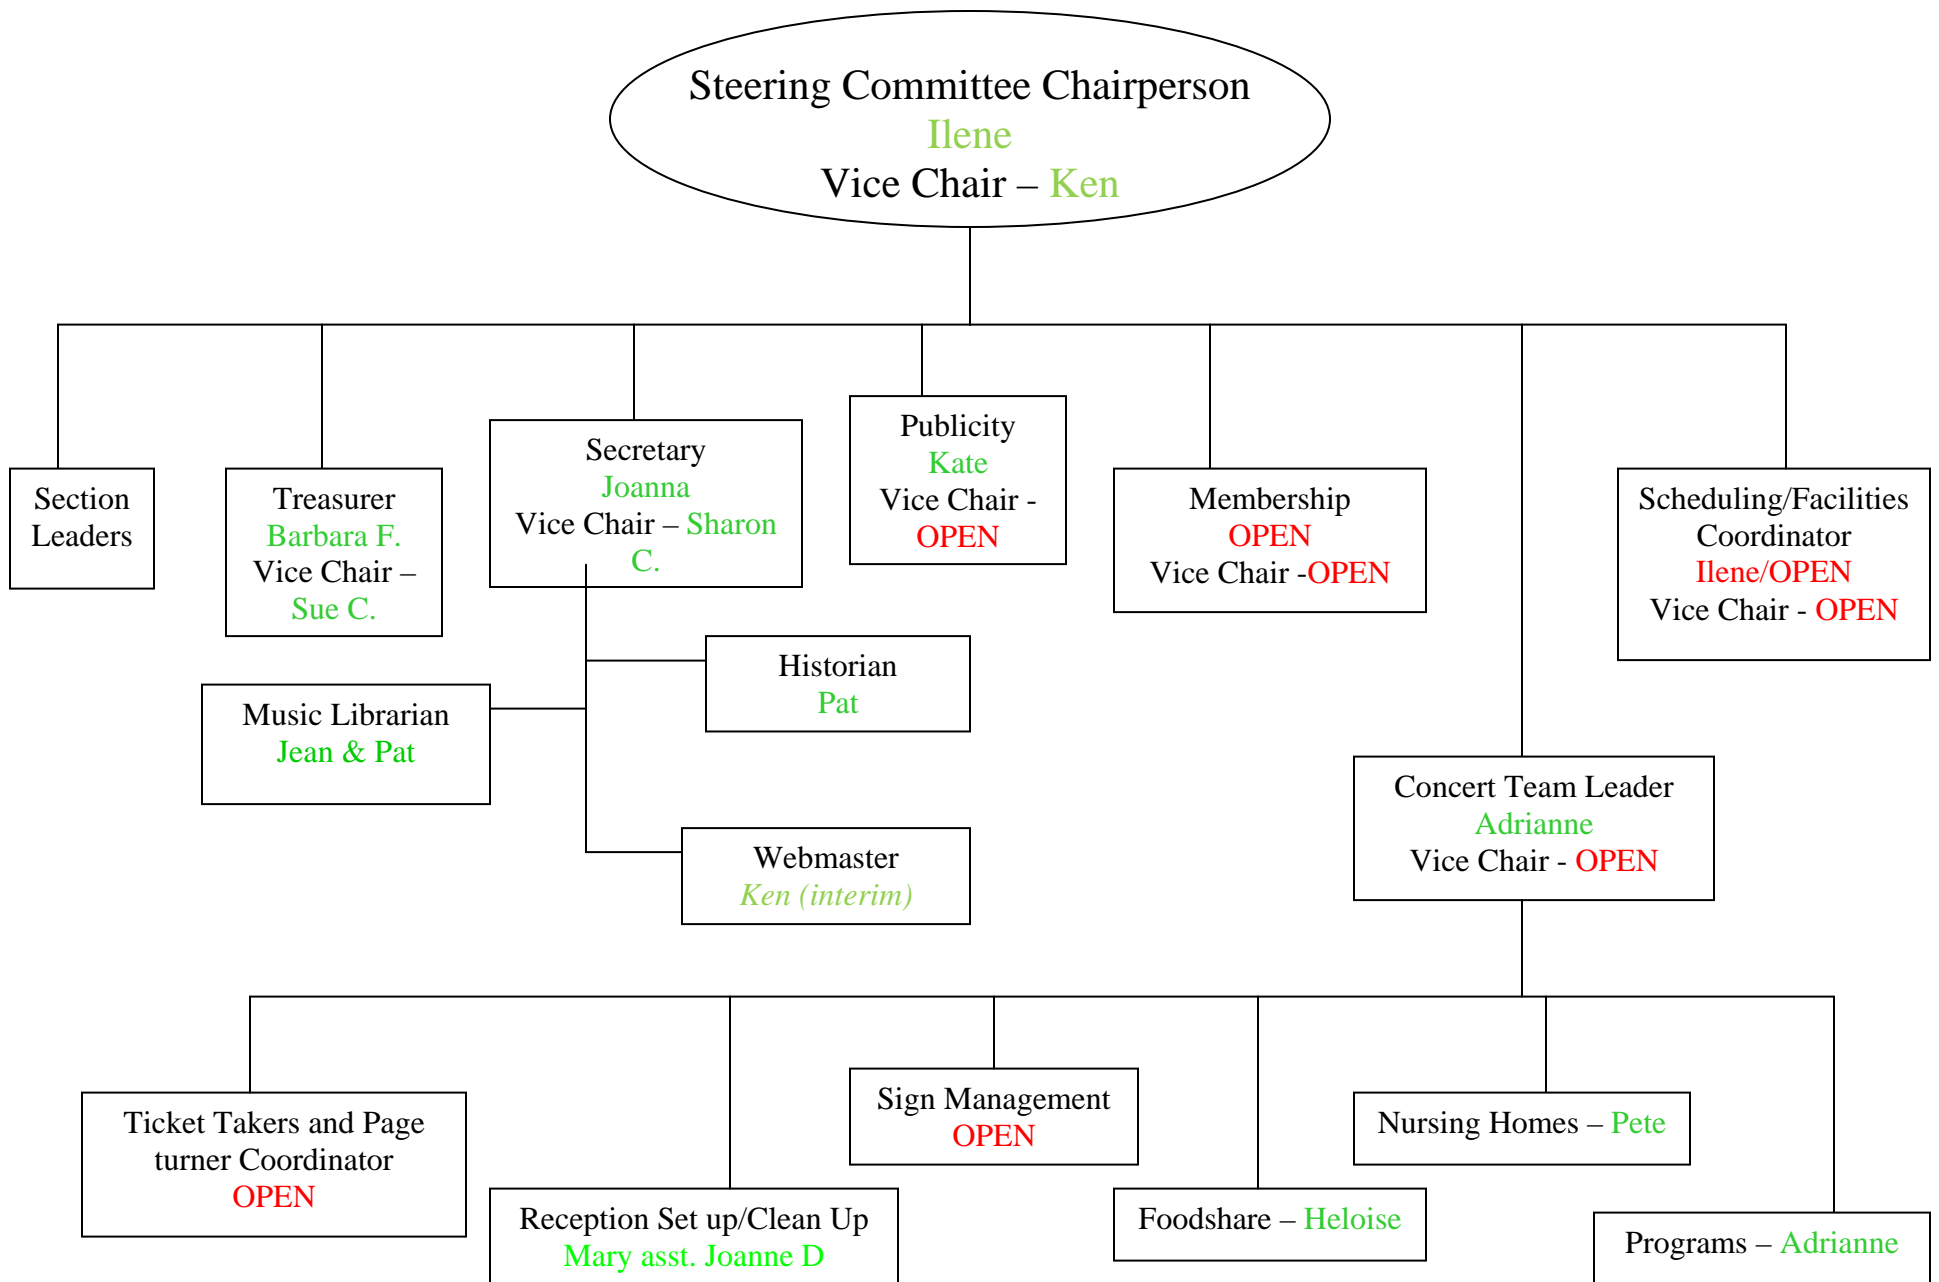 Steering Committee Chairperson
Ilene
Vice Chair – Ken
Section
Leaders
Treasurer
Barbara F.
Vice Chair –
Sue C.
Secretary
Joanna
Vice Chair – Sharon
C.
Publicity
Kate
Vice Chair -
OPEN
Membership
OPEN
Vice Chair -OPEN
Scheduling/Facilities
Coordinator
Ilene/OPEN
Vice Chair - OPEN
Historian
Pat
Music Librarian
Jean & Pat
Webmaster
Ken (interim)
Concert Team Leader
Adrianne
Vice Chair - OPEN
Ticket Takers and Page
turner Coordinator
OPEN
Reception Set up/Clean Up
Mary asst. Joanne D
Sign Management
OPEN
Foodshare – Heloise
Nursing Homes – Pete
Programs – Adrianne